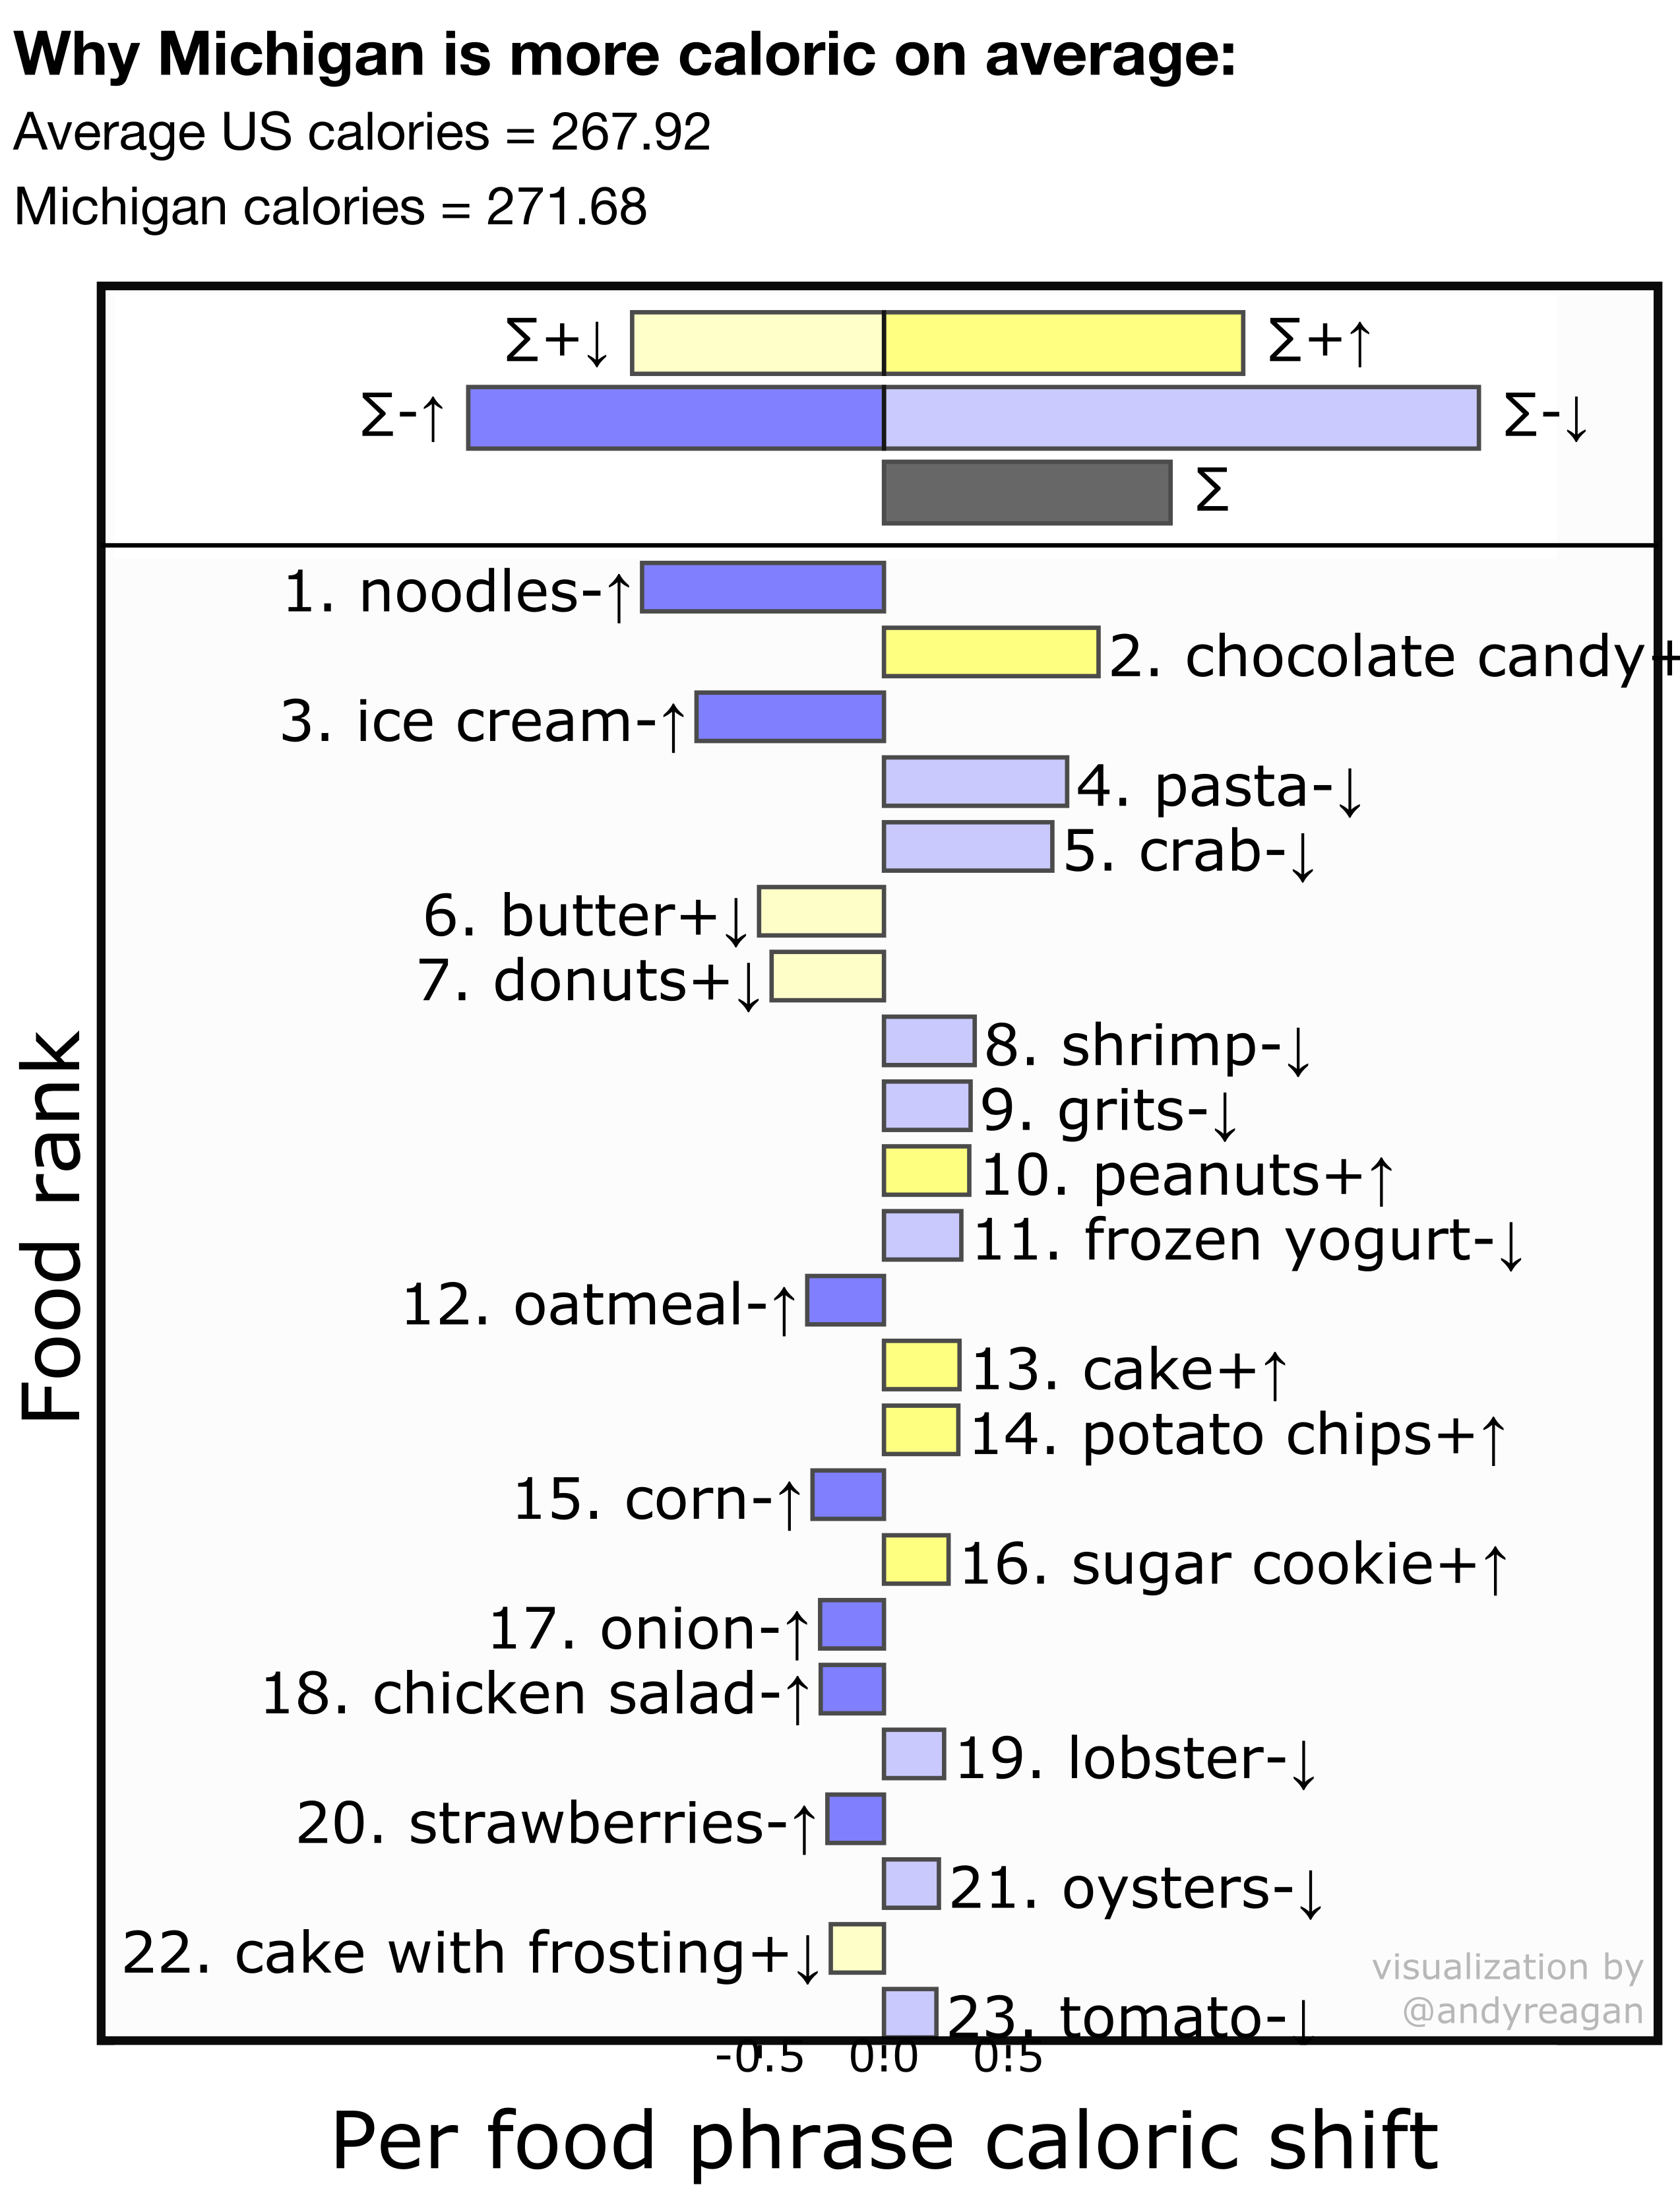 Why Michigan is more caloric on average:
Average US calories = 267.92
Michigan calories = 271.68
∑+↓ ∑+↑
∑-↑ ∑-↓
∑
1. noodles-↑
2. chocolate candy+
3. ice cream-↑
4. pasta-↓
5. crab-↓
6. butter+↓
7. donuts+↓
8. shrimp-↓
9. grits-↓
10. peanuts+↑
11. frozen yogurt-↓
12. oatmeal-↑
13. cake+↑
14. potato chips+↑
15. corn-↑
16. sugar cookie+↑
17. onion-↑
18. chicken salad-↑
19. lobster-↓
20. strawberries-↑
21. oysters-↓
22. cake with frosting+↓
23. tomato-↓
visualization by
@andyreagan
Food rank
-0.5 0.0 0.5
Per food phrase caloric shift